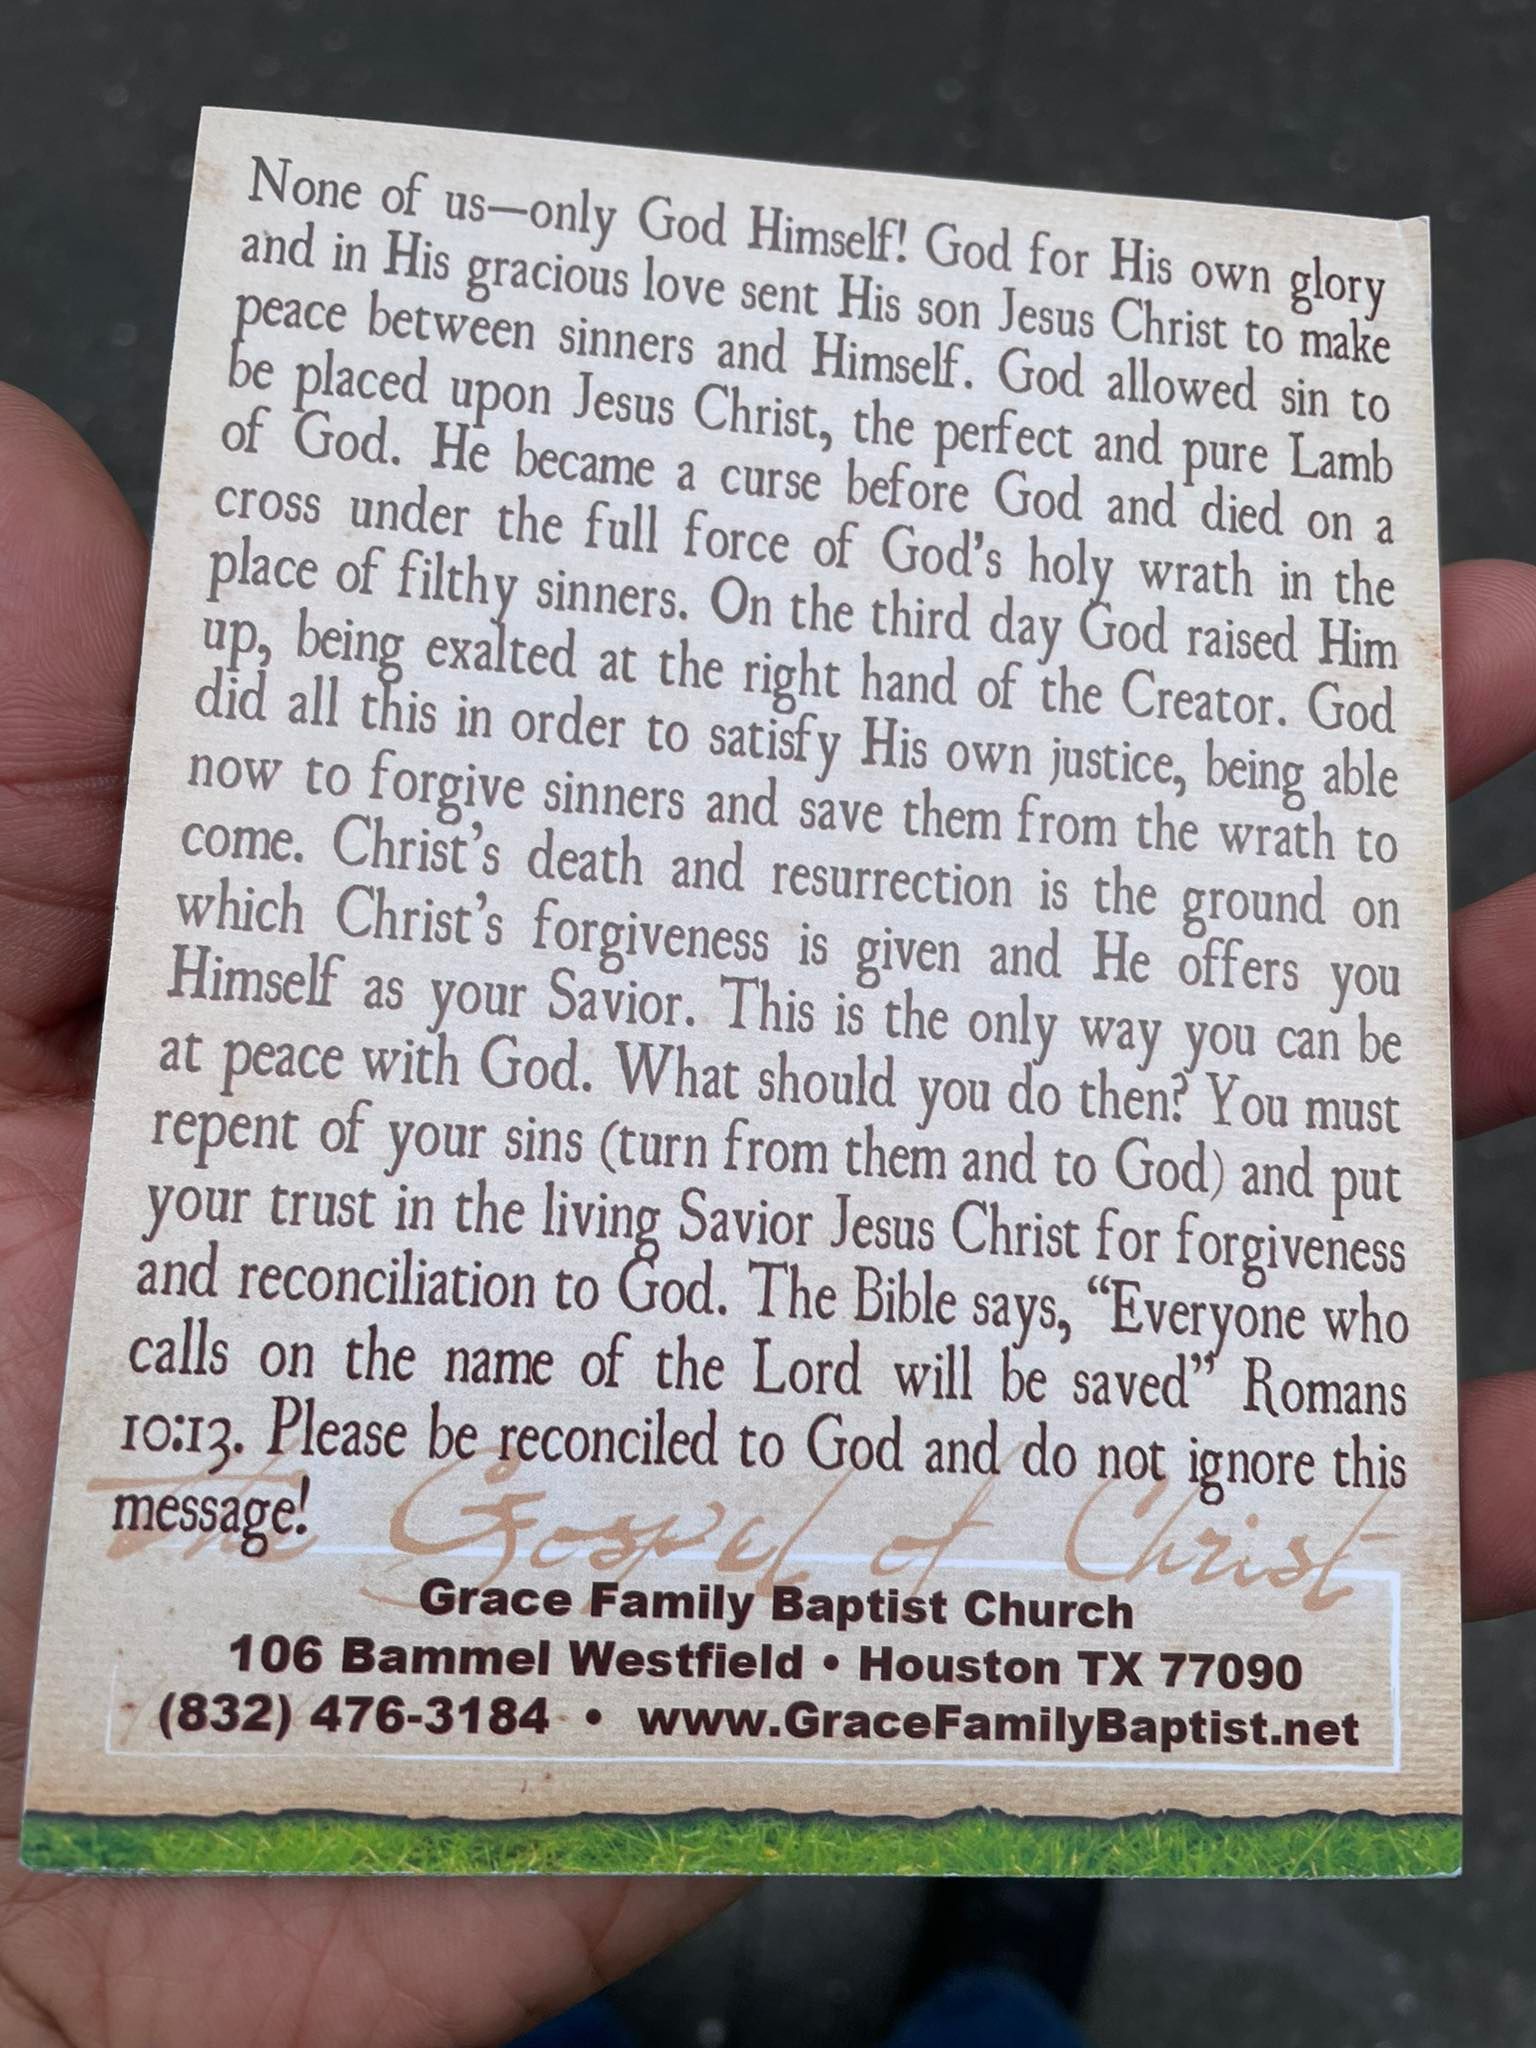 None of us—only God Himself! God for His own glory
and in His gracious love sent His son Jesus Christ to make
peace between sinners and Himself. God allowed sin to
be placed upon Jesus Christ, the perfect and pure Lamb
of God. He became a curse before God and died on a
cross under the full force of God's holy wrath in the
place of filthy sinners. On the third day God raised Him
up, being exalted at the right hand of the Creator. God
did all this in order to satisfy His own justice, being able
now to forgive sinners and save them from the wrath to
come. Christ's death and resurrection is the ground on
which Christ's forgiveness is given and He offers you
Himself as your Savior. This is the only way you can be
at peace with God. What should you do then? You must
repent of your sins (turn from them and to God) and put
your trust in the living Savior Jesus Christ for forgiveness
and reconciliation to God. The Bible says, “Everyone who
calls on the name of the Lord will be saved” Romans
10:13. Please be reconciled to God and do not ignore this
message!
The Gospel of Christ
Grace Family Baptist Church
106 Bammel Westfield • Houston TX 77090
(832) 476-3184 • www.GraceFamilyBaptist.net